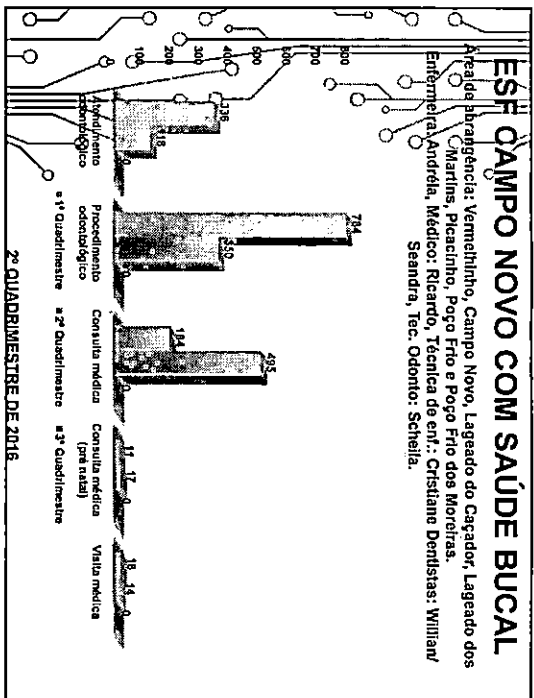 ESF CAMPO NOVO COM SAÚDE BUCAL
Área de abrangência: Vermelhinho, Campo Novo, Lageado do Caçador, Lageado dos
Martins, Picacinho, Poço Frio e Poço Frio dos Moreiras.
Enfermeira: Andréia, Médico: Ricardo, Técnica de enf.: Cristiane Dentistas: Willian/
Seandra, Tec. Odonto: Scheila.
800
700
600
500
400
300
200
100
784 350
184 495 0
11 17 0
18 14 0
Atendimento odontológico
Procedimento odontológico
Consulta médica
Consulta médica (pré natal)
Visita médica
1º Quadrimestre 2º Quadrimestre 3º Quadrimestre
2º QUADRIMESTRE DE 2016